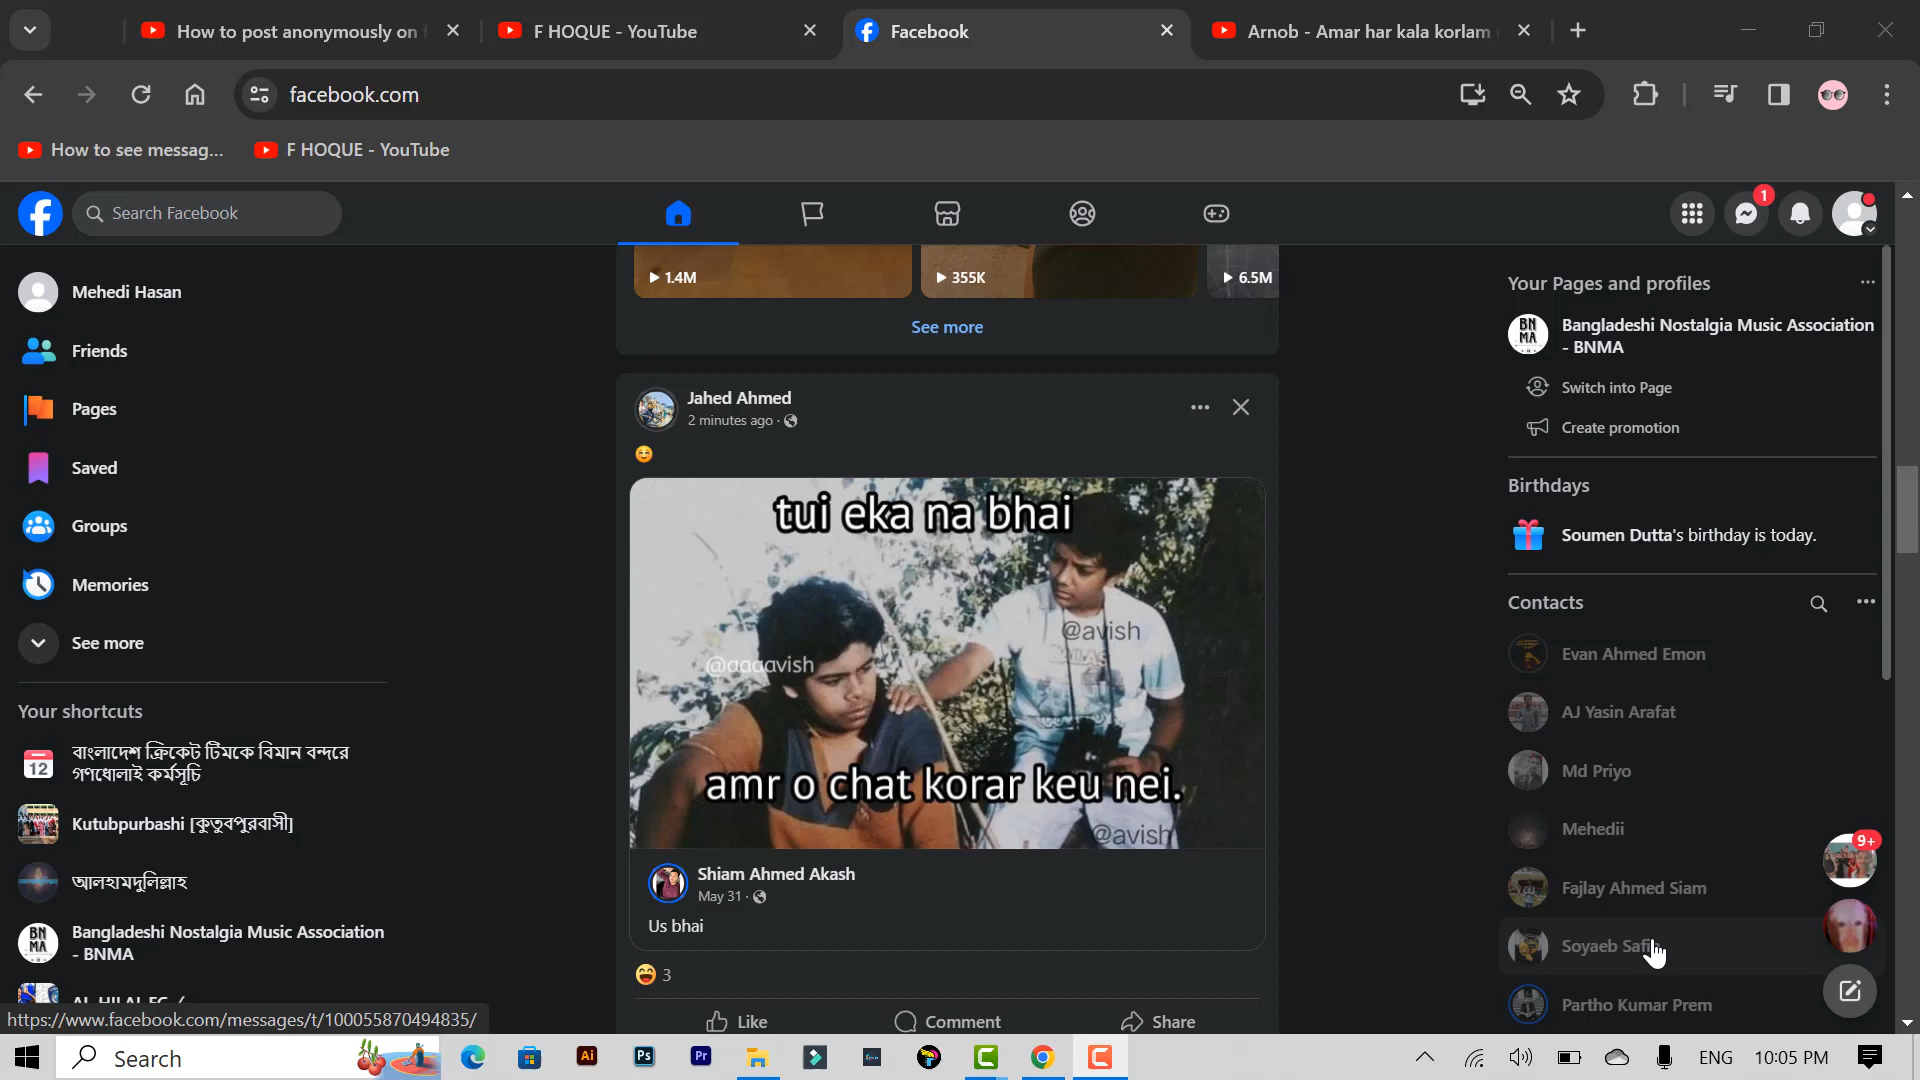 How to post anonymously on
F HOQUE - YouTube
Facebook
Arnob - Amar har kala korlam
facebook.com
How to see messag...
F HOQUE - YouTube
Search Facebook
1
Mehedi Hasan
Friends
Pages
Saved
Groups
Memories
See more
Your shortcuts
12
বাংলাদেশ ক্রিকেট টিমকে বিমান বন্দরে
গণধোলাই কর্মসূচি
Kutubpurbashi [কুতুবপুরবাসী]
আলহামদুলিল্লাহ
BN
MA
Bangladeshi Nostalgia Music Association
- BNMA
https://www.facebook.com/messages/t/100055870494835/
1.4M
355K
6.5M
See more
Jahed Ahmed
2 minutes ago ·
tui eka na bhai
@avish
@aaaavish
amr o chat korar keu nei.
@avish
Shiam Ahmed Akash
May 31 ·
Us bhai
3
Like
Comment
Share
Your Pages and profiles
BN
MA
Bangladeshi Nostalgia Music Association
- BNMA
Switch into Page
Create promotion
Birthdays
Soumen Dutta's birthday is today.
Contacts
Evan Ahmed Emon
AJ Yasin Arafat
Md Priyo
Mehedii
9+
Fajlay Ahmed Siam
Soyaeb
Partho Kumar Prem
Search
Ai
Ps
Pr
ENG
10:05 PM